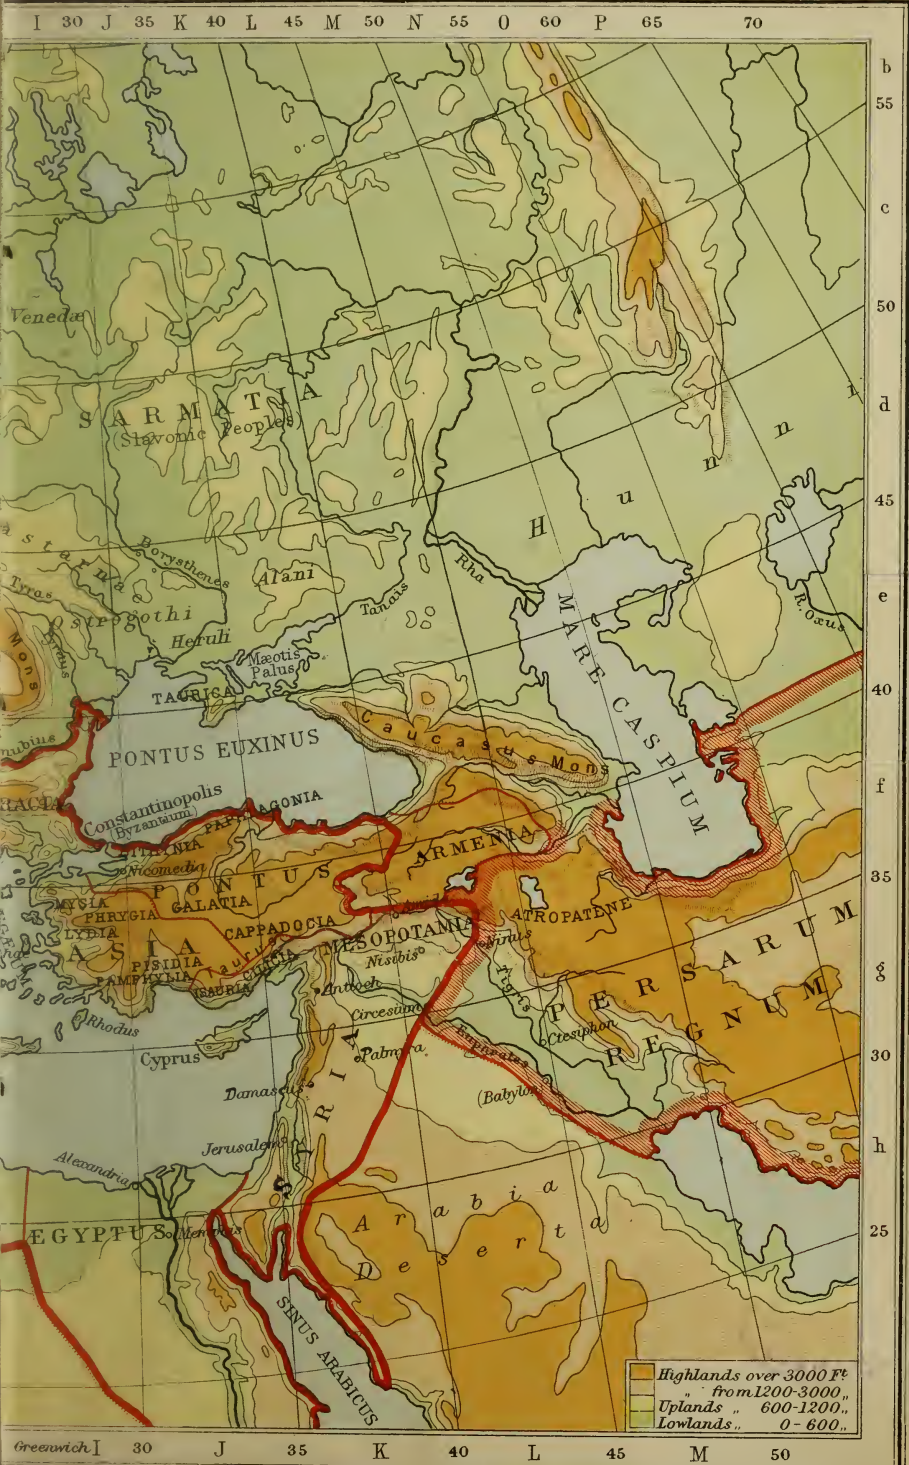 I 30 J 35 K 40 L 45 M 50 N 55 O 60 P 65 70
b
55
c
50
d
45
e
40
f
35
g
30
h
25
Venedæ
SARMATIA
(Slavonic Peoples)
Hunni
Borysthenes
Alani
Rha
Tanais
Tyras
Ostrogothi
Heruli
Mæotis
Palus
R. Oxus
Mons
TAURICA
MARE CASPIUM
Caucasus Mons
PONTUS EUXINUS
Constantinopolis
(Byzantium)
PAPHLAGONIA
Nicomedia
ARMENIA
PONTUS
GALATIA
MYSIA
PHRYGIA
LYDIA
ASIA
CAPPADOCIA
PISIDIA
PAMPHYLIA
Taurus
CILICIA
ISAURIA
MESOPOTAMIA
ATROPATENE
Ninus
Nisibis
Tigris
Antioch
Circesium
PERSARUM
REGNUM
Ctesiphon
Rhodus
Cyprus
Palmyra
Euphrates
SYRIA
Damascus
(Babylon)
Jerusalem
Alexandria
ÆGYPTUS
Memphis
Arabia
Deserta
SINUS ARABICUS
Highlands over 3000 Ft
„ from 1200-3000 „
Uplands „ 600-1200 „
Lowlands „ 0-600 „
Greenwich I 30 J 35 K 40 L 45 M 50